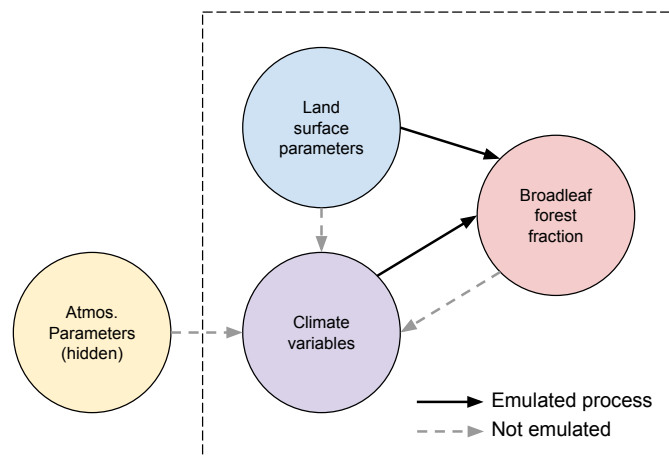 Land
surface
parameters
Broadleaf
forest
fraction
Atmos.
Parameters
(hidden)
Climate
variables
Emulated process
Not emulated